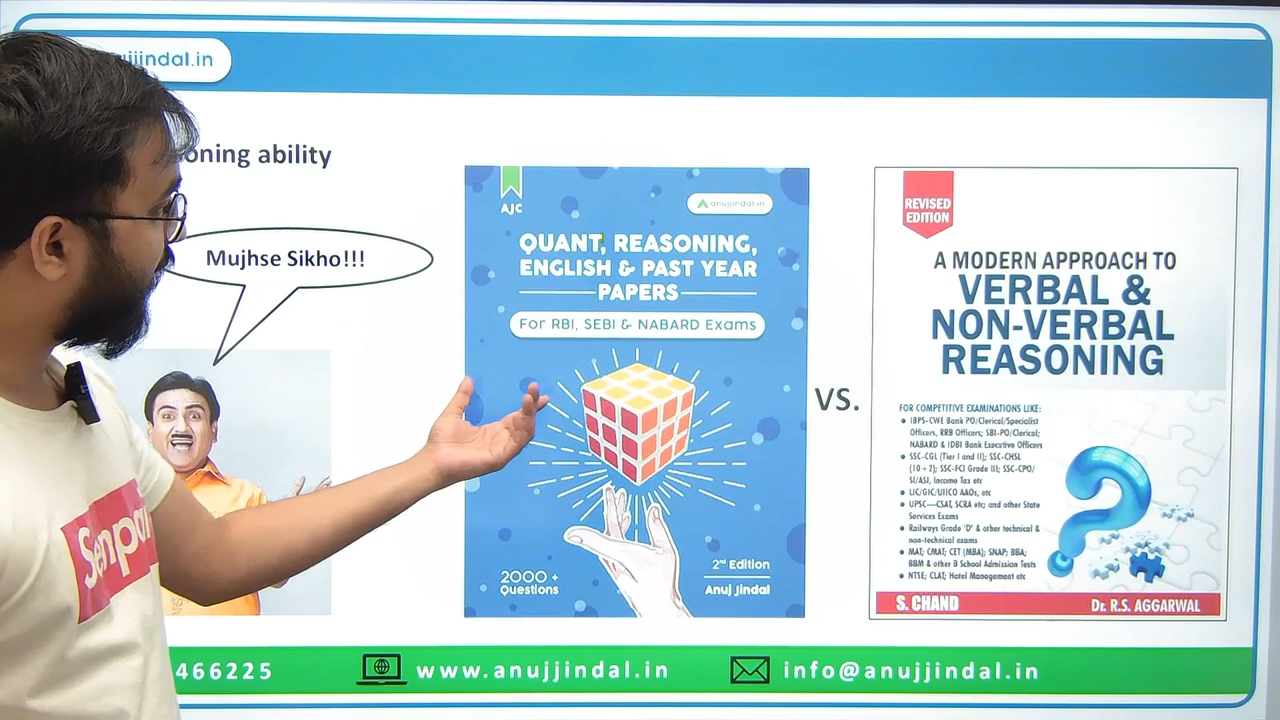 jindal.in
oning ability
Mujhse Sikho!!!
Senpai
AJC
anujjindal.in
QUANT, REASONING,
ENGLISH & PAST YEAR
PAPERS
For RBI, SEBI & NABARD Exams
2000+
Questions
2nd Edition
Anuj Jindal
VS.
REVISED
EDITION
A MODERN APPROACH TO
VERBAL &
NON-VERBAL
REASONING
FOR COMPETITIVE EXAMINATIONS LIKE:
• IBPS-CWE Bank PO/Clerical/Specialist
Officers, RRB Officers; SBI-PO/Clerical;
NABARD & IDBI Bank Executive Officers
• SSC-CGL (Tier I and II); SSC-CHSL
(10+2); SSC-FCI Grade III; SSC-CPO/
SI/ASI, Income Tax etc
• LIC/GIC/UIICO AAOs, etc
• UPSC—CSAT, SCRA etc; and other State
Services Exams
• Railways Grade 'D' & other technical &
non-technical exams
• MAT; CMAT; CET (MBA); SNAP; BBA;
BBM & other B School Admission Tests
• NTSE; CLAT; Hotel Management etc
S. CHAND
Dr. R.S. AGGARWAL
466225
www.anujjindal.in
info@anujjindal.in